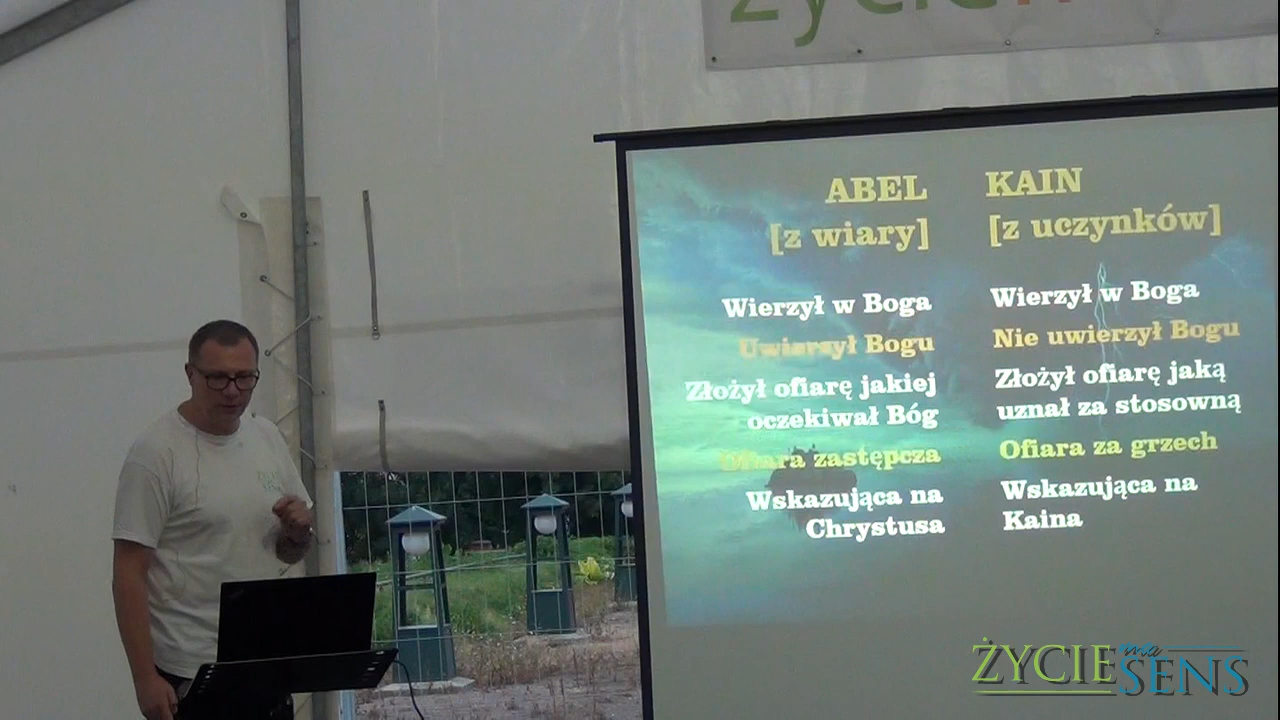 Życie
ABEL
[z wiary]
Wierzył w Boga
Uwierzył Bogu
Złożył ofiarę jakiej
oczekiwał Bóg
Ofiara zastępcza
Wskazująca na
Chrystusa
KAIN
[z uczynków]
Wierzył w Boga
Nie uwierzył Bogu
Złożył ofiarę jaką
uznał za stosowną
Ofiara za grzech
Wskazująca na
Kaina
ŻYCIE ma SENS